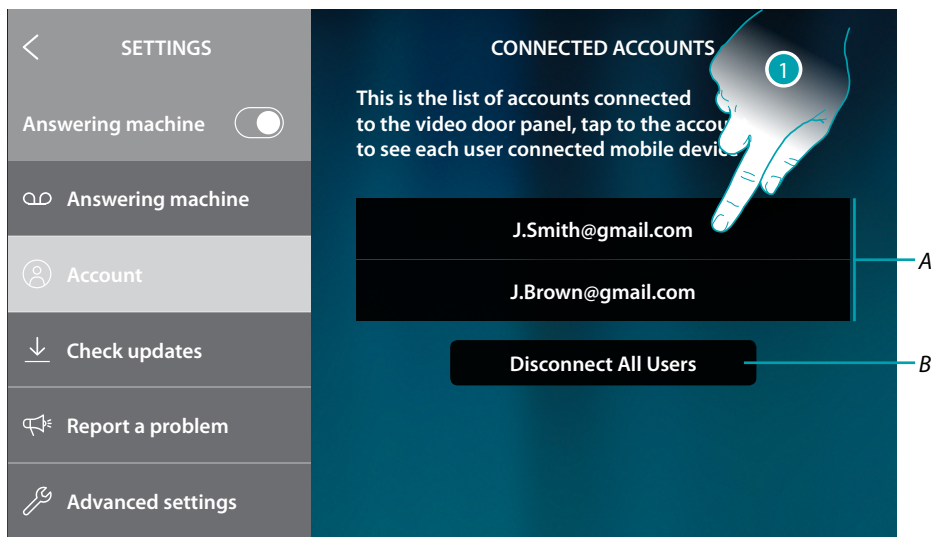 SETTINGS
Answering machine
Answering machine
Account
Check updates
Report a problem
Advanced settings
CONNECTED ACCOUNTS
1
This is the list of accounts connected
to the video door panel, tap to the
to see each user connected mobile
J.Smith@gmail.com
J.Brown@gmail.com
A
Disconnect All Users
B